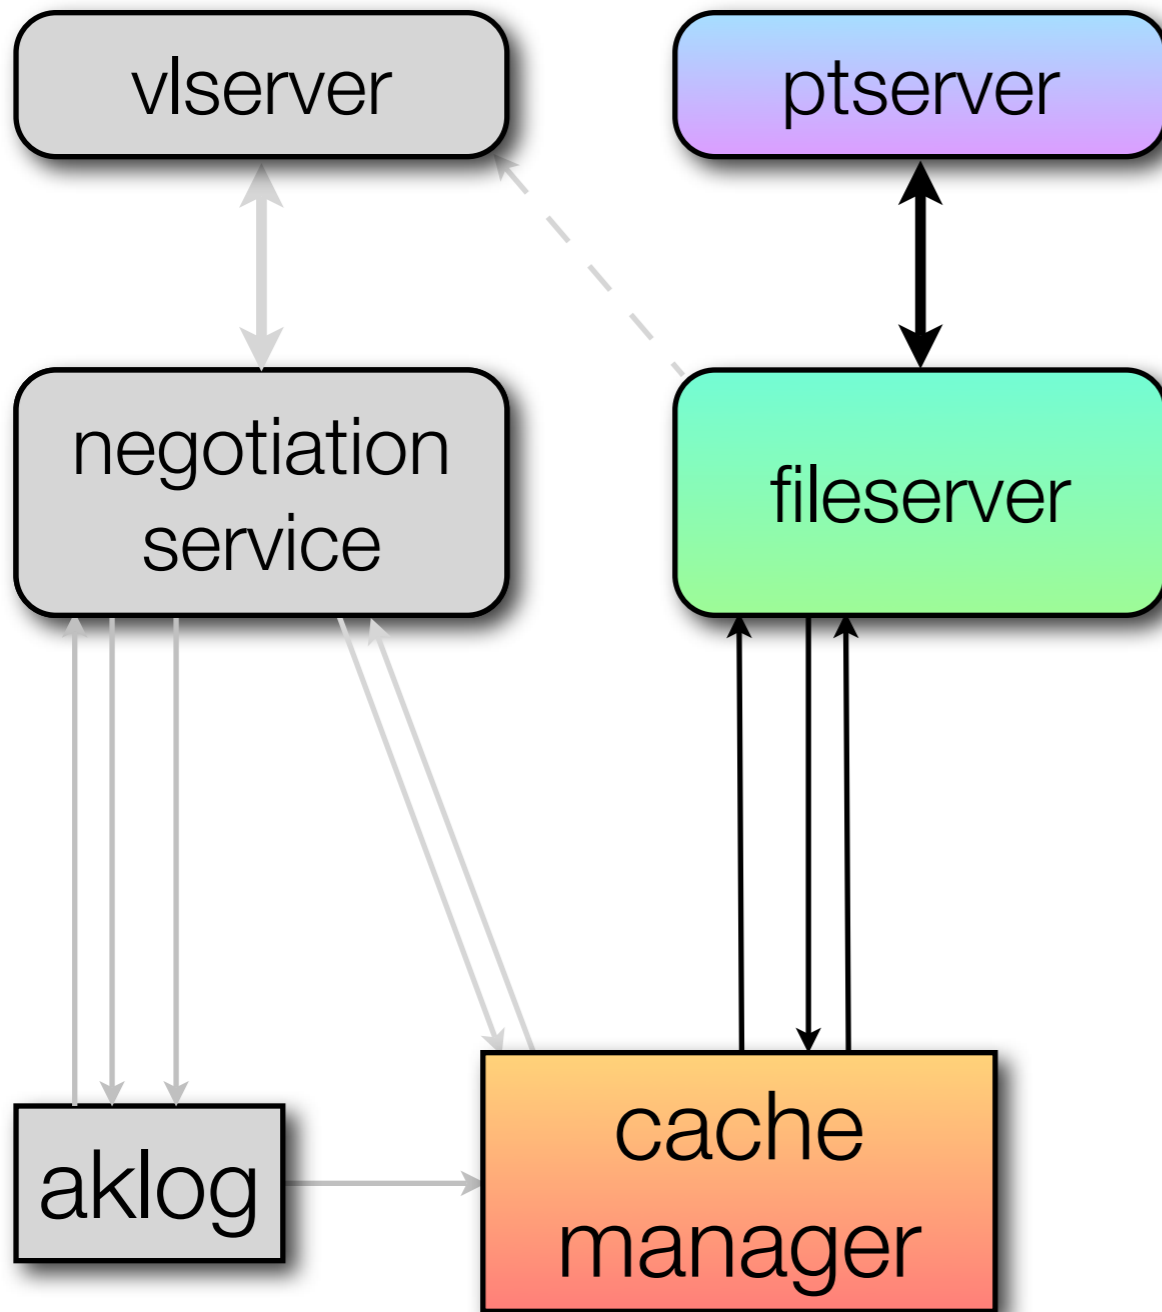 vlserver
ptserver
negotiation
service
fileserver
aklog
cache
manager